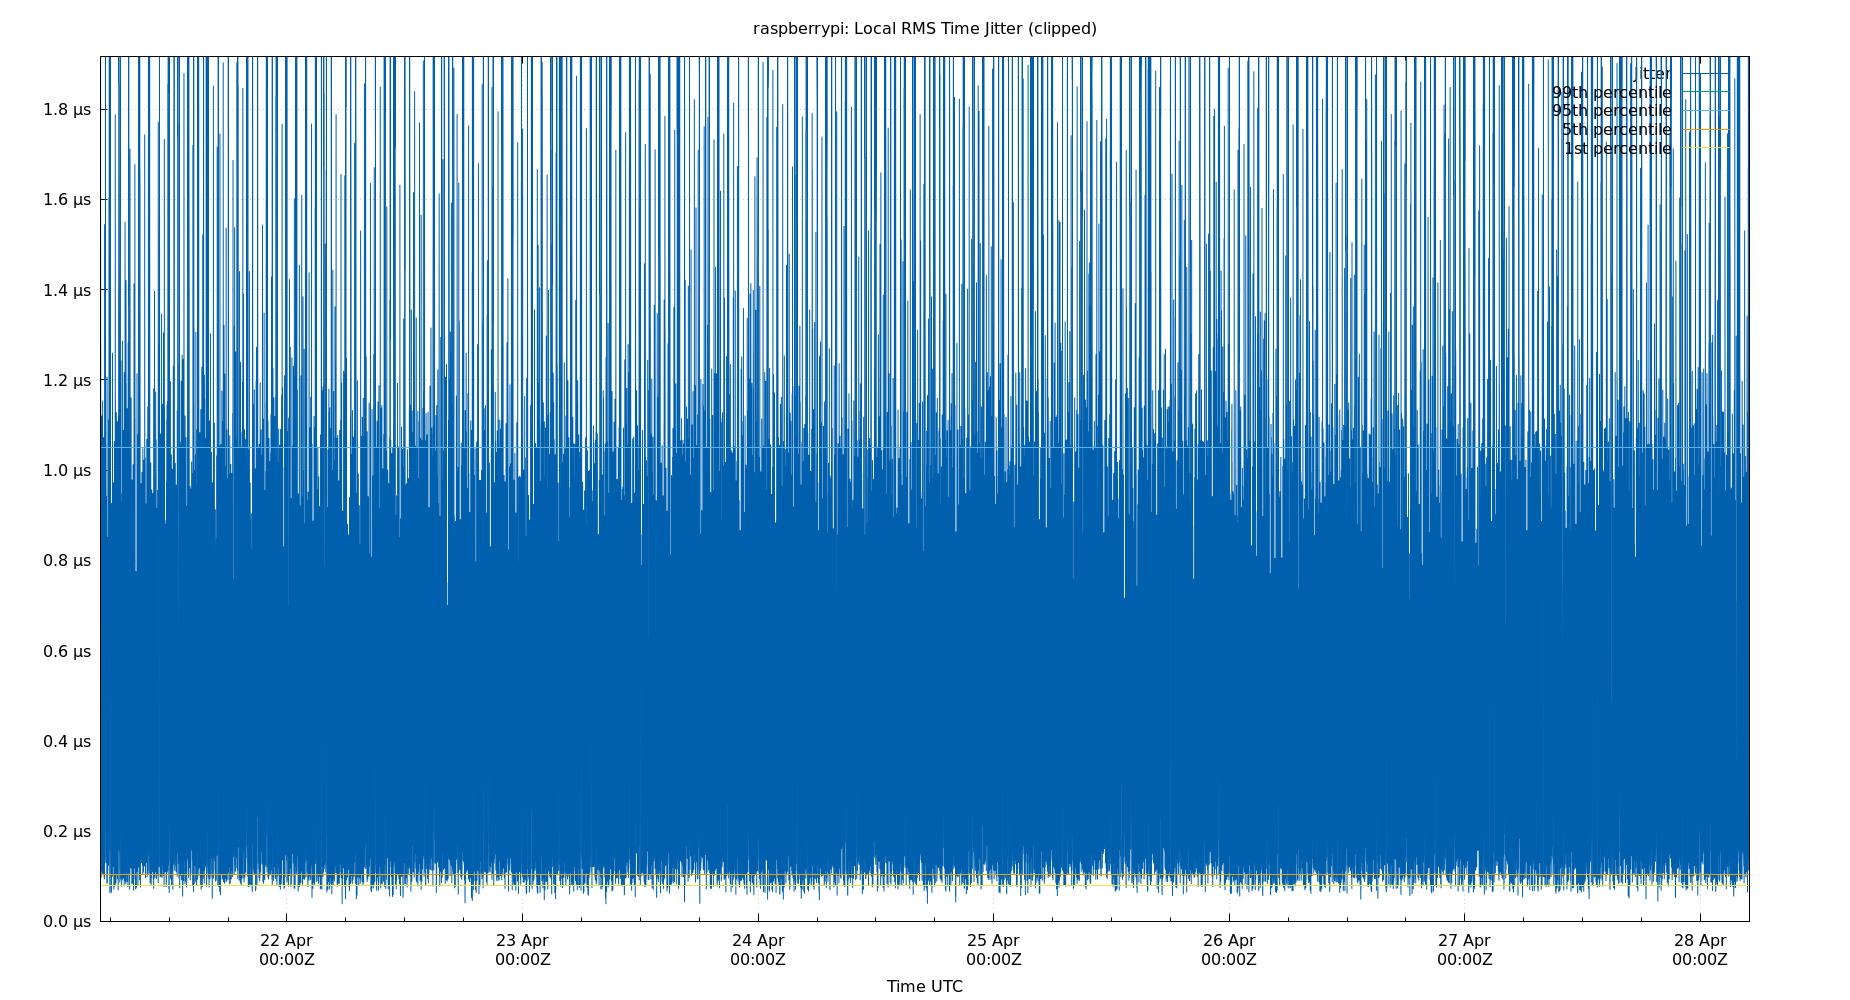 raspberrypi: Local RMS Time Jitter (clipped)
Jitter
99th percentile
95th percentile
5th percentile
1st percentile
1.8 µs
1.6 µs
1.4 µs
1.2 µs
1.0 µs
0.8 µs
0.6 µs
0.4 µs
0.2 µs
0.0 µs
22 Apr 23 Apr 24 Apr 25 Apr 26 Apr 27 Apr 28 Apr
00:00Z 00:00Z 00:00Z 00:00Z 00:00Z 00:00Z 00:00Z
Time UTC